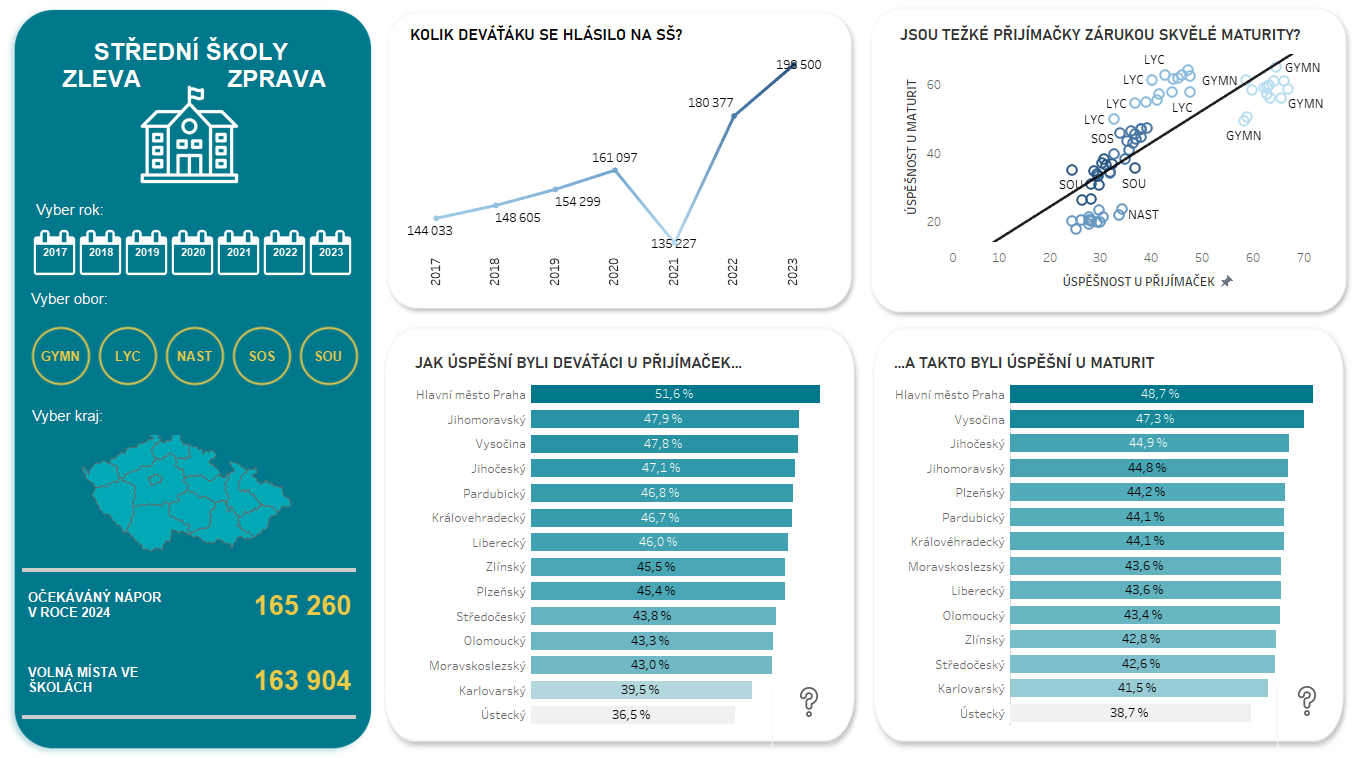 STŘEDNÍ ŠKOLY
ZLEVA ZPRAVA
Vyber rok:
2017 2018 2019 2020 2021 2022 2023
Vyber obor:
GYMN LYC NAST SOS SOU
Vyber kraj:
OČEKÁVÁNÝ NÁPOR
V ROCE 2024
165 260
VOLNÁ MÍSTA VE
ŠKOLÁCH
163 904
KOLIK DEVÁŤÁKU SE HLÁSILO NA SŠ?
198 500
180 377
161 097
154 299
148 605
144 033
135 227
2017 2018 2019 2020 2021 2022 2023
JSOU TEŽKÉ PŘIJÍMAČKY ZÁRUKOU SKVĚLÉ MATURITY?
ÚSPĚŠNOST U MATURIT
60
40
20
LYC
GYMN
LYC
GYMN
LYC
LYC
GYMN
LYC
SOS
GYMN
SOU
SOU
NAST
0 10 20 30 40 50 60 70
ÚSPĚŠNOST U PŘIJÍMAČEK
JAK ÚSPĚŠNÍ BYLI DEVÁŤÁCI U PŘIJÍMAČEK...
Hlavní město Praha 51,6 %
Jihomoravský 47,9 %
Vysočina 47,8 %
Jihočeský 47,1 %
Pardubický 46,8 %
Královehradecký 46,7 %
Liberecký 46,0 %
Zlínský 45,5 %
Plzeňský 45,4 %
Středočeský 43,8 %
Olomoucký 43,3 %
Moravskoslezský 43,0 %
Karlovarský 39,5 %
Ústecký 36,5 %
...A TAKTO BYLI ÚSPĚŠNÍ U MATURIT
Hlavní město Praha 48,7 %
Vysočina 47,3 %
Jihočeský 44,9 %
Jihomoravský 44,8 %
Plzeňský 44,2 %
Pardubický 44,1 %
Královéhradecký 44,1 %
Moravskoslezský 43,6 %
Liberecký 43,6 %
Olomoucký 43,4 %
Zlínský 42,8 %
Středočeský 42,6 %
Karlovarský 41,5 %
Ústecký 38,7 %